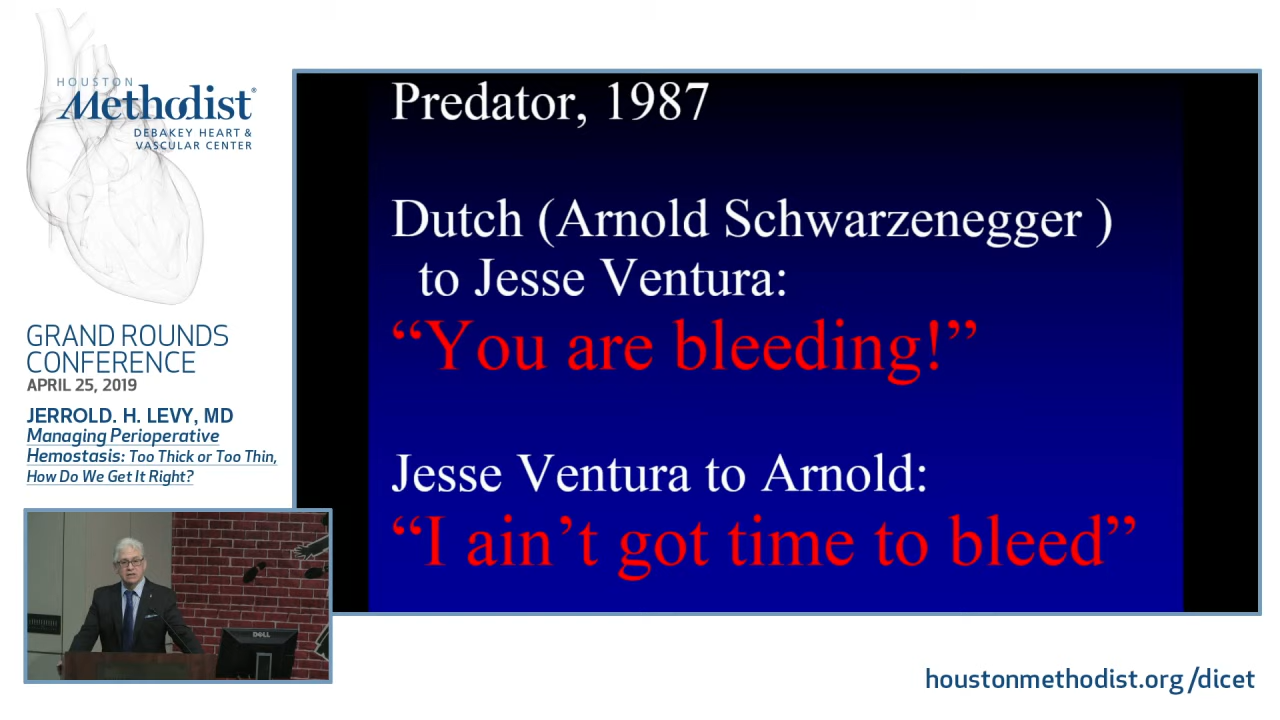 HOUSTON
Methodist®
DEBAKEY HEART &
VASCULAR CENTER
GRAND ROUNDS
CONFERENCE
APRIL 25, 2019
JERROLD. H. LEVY, MD
Managing Perioperative
Hemostasis: Too Thick or Too Thin,
How Do We Get It Right?
Predator, 1987
Dutch (Arnold Schwarzenegger )
to Jesse Ventura:
“You are bleeding!”
Jesse Ventura to Arnold:
“I ain’t got time to bleed”
DELL
houstonmethodist.org/dicet